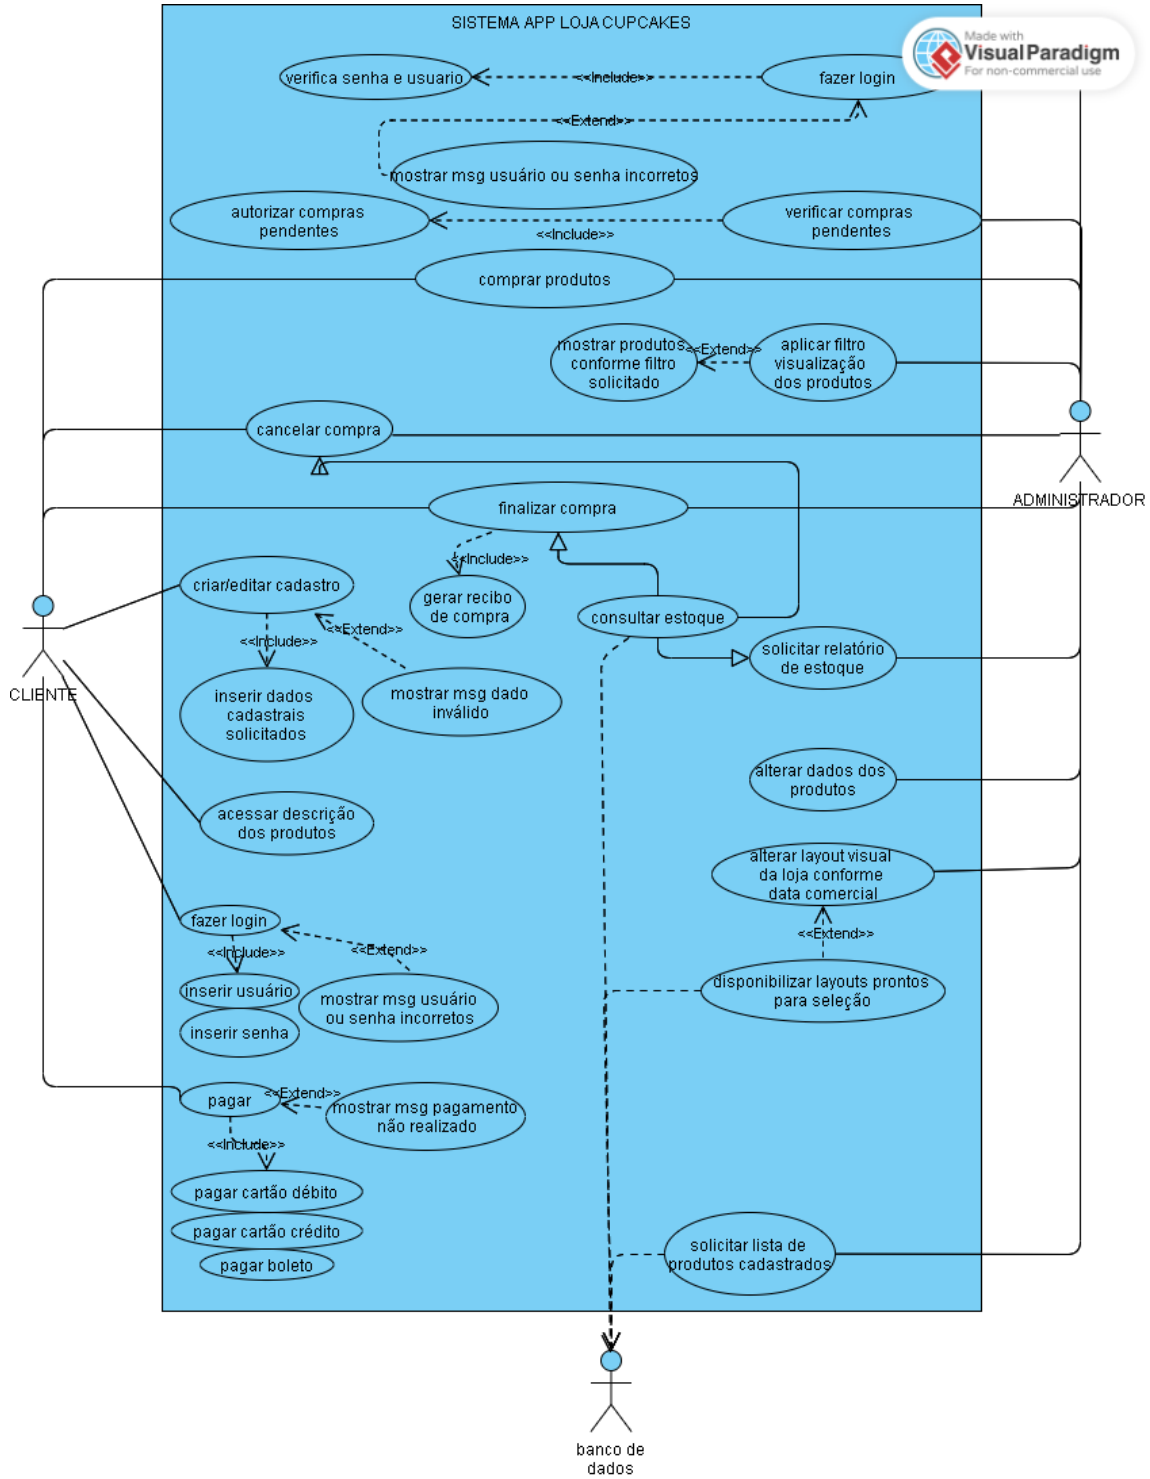 SISTEMA APP LOJA CUPCAKES
Made with
Visual Paradigm
For non-commercial use
verifica senha e usuario
<<Include>>
fazer login
<<Extend>>
mostrar msg usuário ou senha incorretos
autorizar compras
pendentes
<<Include>>
verificar compras
pendentes
comprar produtos
mostrar produtos
conforme filtro
solicitado
<<Extend>>
aplicar filtro
visualização
dos produtos
cancelar compra
ADMINISTRADOR
finalizar compra
<<Include>>
gerar recibo
de compra
consultar estoque
solicitar relatório
de estoque
criar/editar cadastro
<<Include>>
<<Extend>>
CLIENTE
inserir dados
cadastrais
solicitados
mostrar msg dado
inválido
alterar dados dos
produtos
acessar descrição
dos produtos
alterar layout visual
da loja conforme
data comercial
<<Extend>>
disponibilizar layouts prontos
para seleção
fazer login
<<Include>>
<<Extend>>
inserir usuário
inserir senha
mostrar msg usuário
ou senha incorretos
pagar
<<Extend>>
mostrar msg pagamento
não realizado
<<Include>>
pagar cartão débito
pagar cartão crédito
pagar boleto
solicitar lista de
produtos cadastrados
banco de
dados